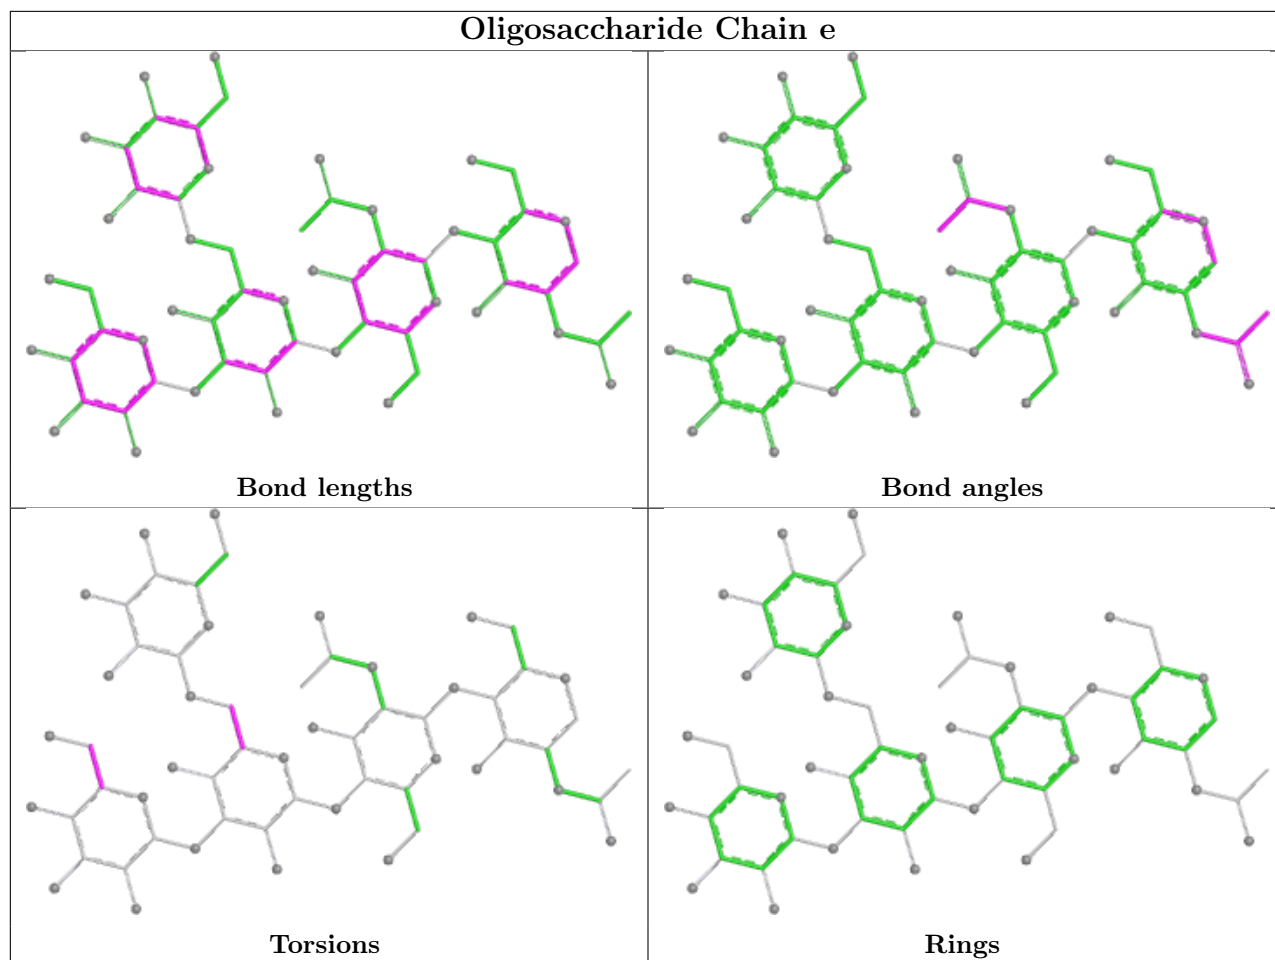 Oligosaccharide Chain e
Bond lengths
Bond angles
Torsions
Rings